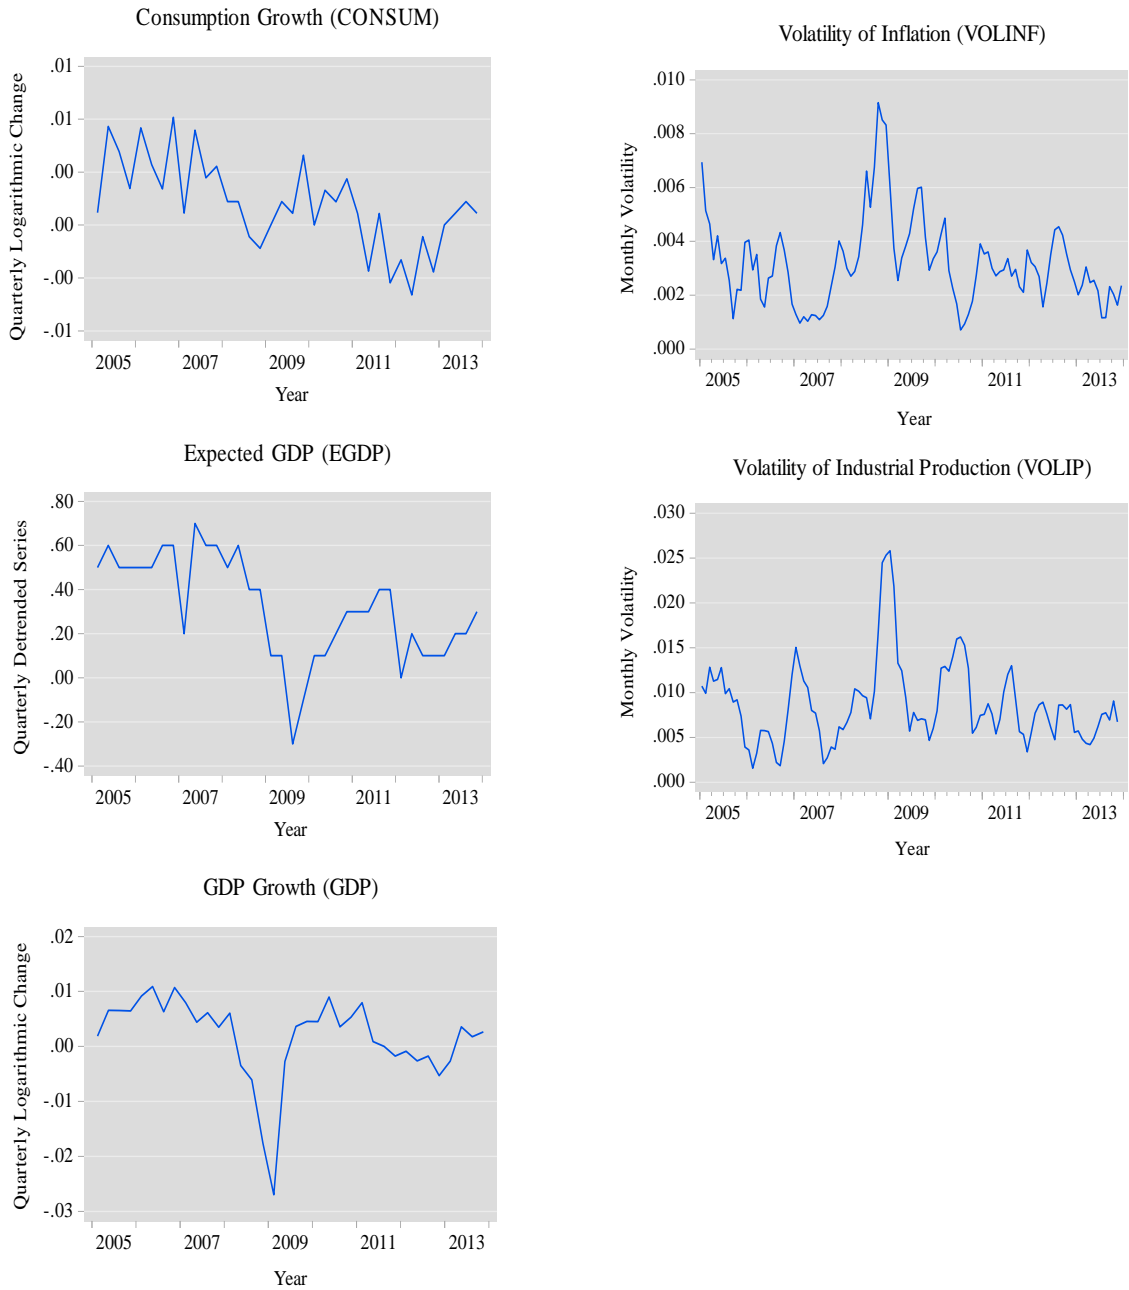 Consumption Growth (CONSUM)
Quarterly Logarithmic Change
.01
.01
.00
.00
-.00
-.01
2005 2007 2009 2011 2013
Year
Volatility of Inflation (VOLINF)
Monthly Volatility
.010
.008
.006
.004
.002
.000
2005 2007 2009 2011 2013
Year
Expected GDP (EGDP)
Quarterly Detrended Series
.80
.60
.40
.20
.00
-.20
-.40
2005 2007 2009 2011 2013
Year
Volatility of Industrial Production (VOLIP)
Monthly Volatility
.030
.025
.020
.015
.010
.005
.000
2005 2007 2009 2011 2013
Year
GDP Growth (GDP)
Quarterly Logarithmic Change
.02
.01
.00
-.01
-.02
-.03
2005 2007 2009 2011 2013
Year